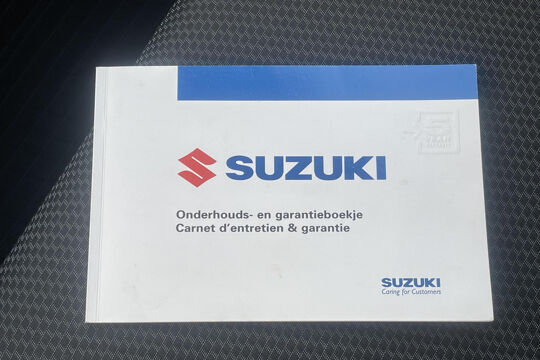 SUZUKI
Onderhouds- en garantieboekje
Carnet d'entretien & garantie
SUZUKI
Caring for Customers